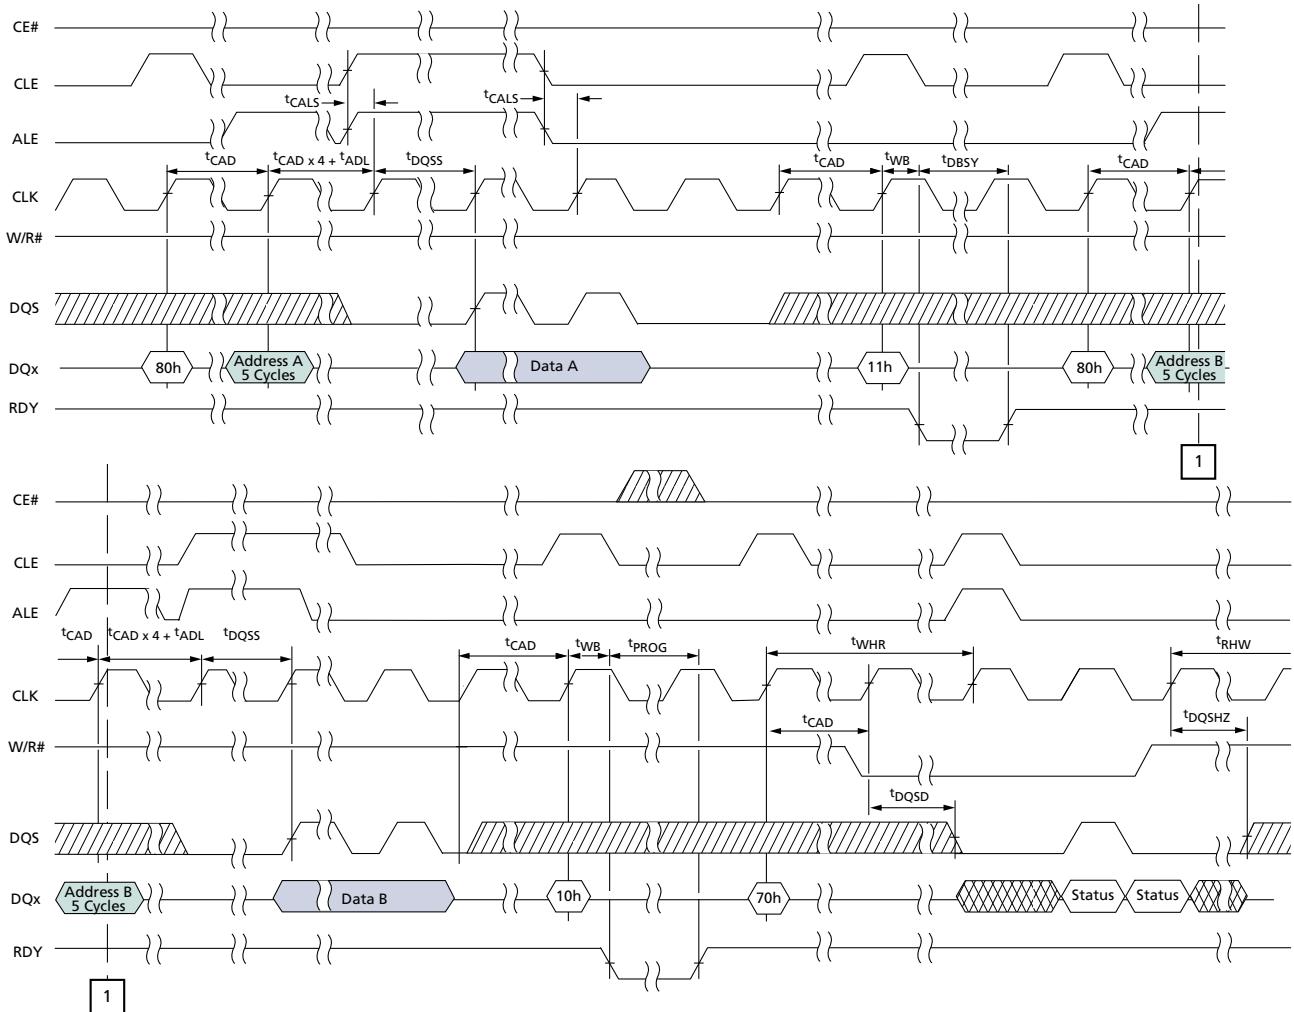 CE#
CLE
tCALS
tCALS
ALE
tCAD
tCAD x 4 + tADL
tDQSS
tCAD
tWB
tDBSY
tCAD
CLK
W/R#
DQS
DQx
80h
Address A
5 Cycles
Data A
11h
80h
Address B
5 Cycles
RDY
1
CE#
CLE
ALE
tCAD
tCAD x 4 + tADL
tDQSS
tCAD
tWB
tPROG
tWHR
tRHW
CLK
tCAD
tDQSHZ
W/R#
tDQSD
DQS
DQx
Address B
5 Cycles
Data B
10h
70h
Status
Status
RDY
1